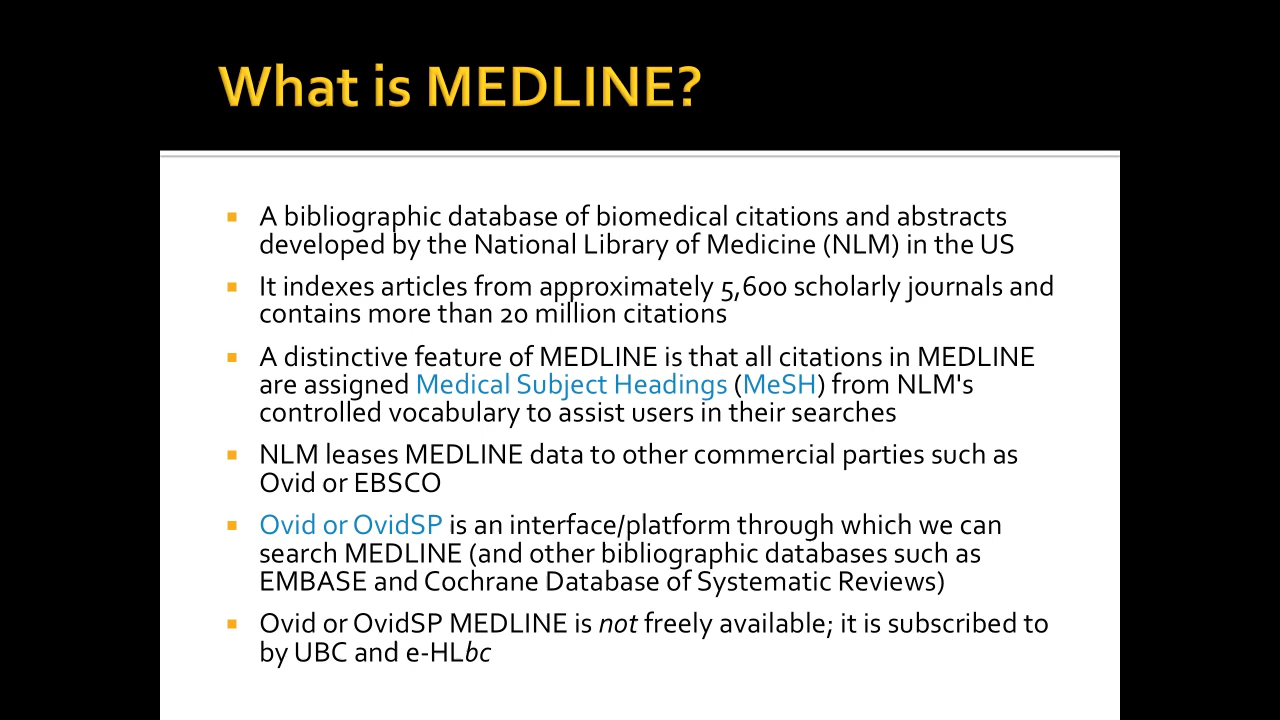 What is MEDLINE?
A bibliographic database of biomedical citations and abstracts
developed by the National Library of Medicine (NLM) in the US
It indexes articles from approximately 5,600 scholarly journals and
contains more than 20 million citations
A distinctive feature of MEDLINE is that all citations in MEDLINE
are assigned Medical Subject Headings (MeSH) from NLM's
controlled vocabulary to assist users in their searches
NLM leases MEDLINE data to other commercial parties such as
Ovid or EBSCO
Ovid or OvidSP is an interface/platform through which we can
search MEDLINE (and other bibliographic databases such as
EMBASE and Cochrane Database of Systematic Reviews)
Ovid or OvidSP MEDLINE is not freely available; it is subscribed to
by UBC and e-HLbc